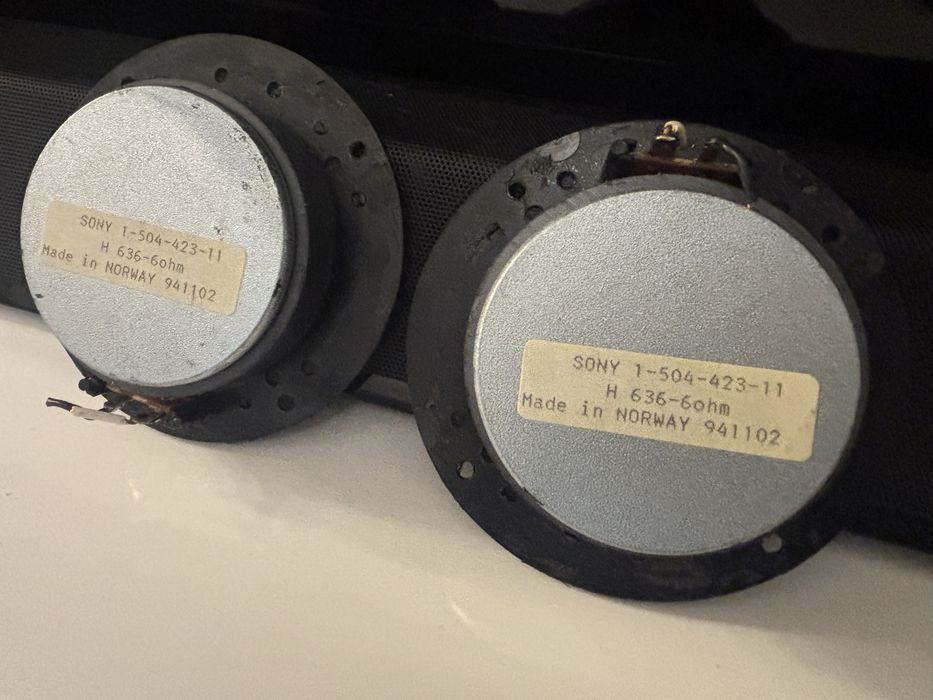 SONY 1-504-423-11
H 636-6ohm
Made in NORWAY 941102
SONY 1-504-423-11
H 636-6ohm
Made in NORWAY 941102